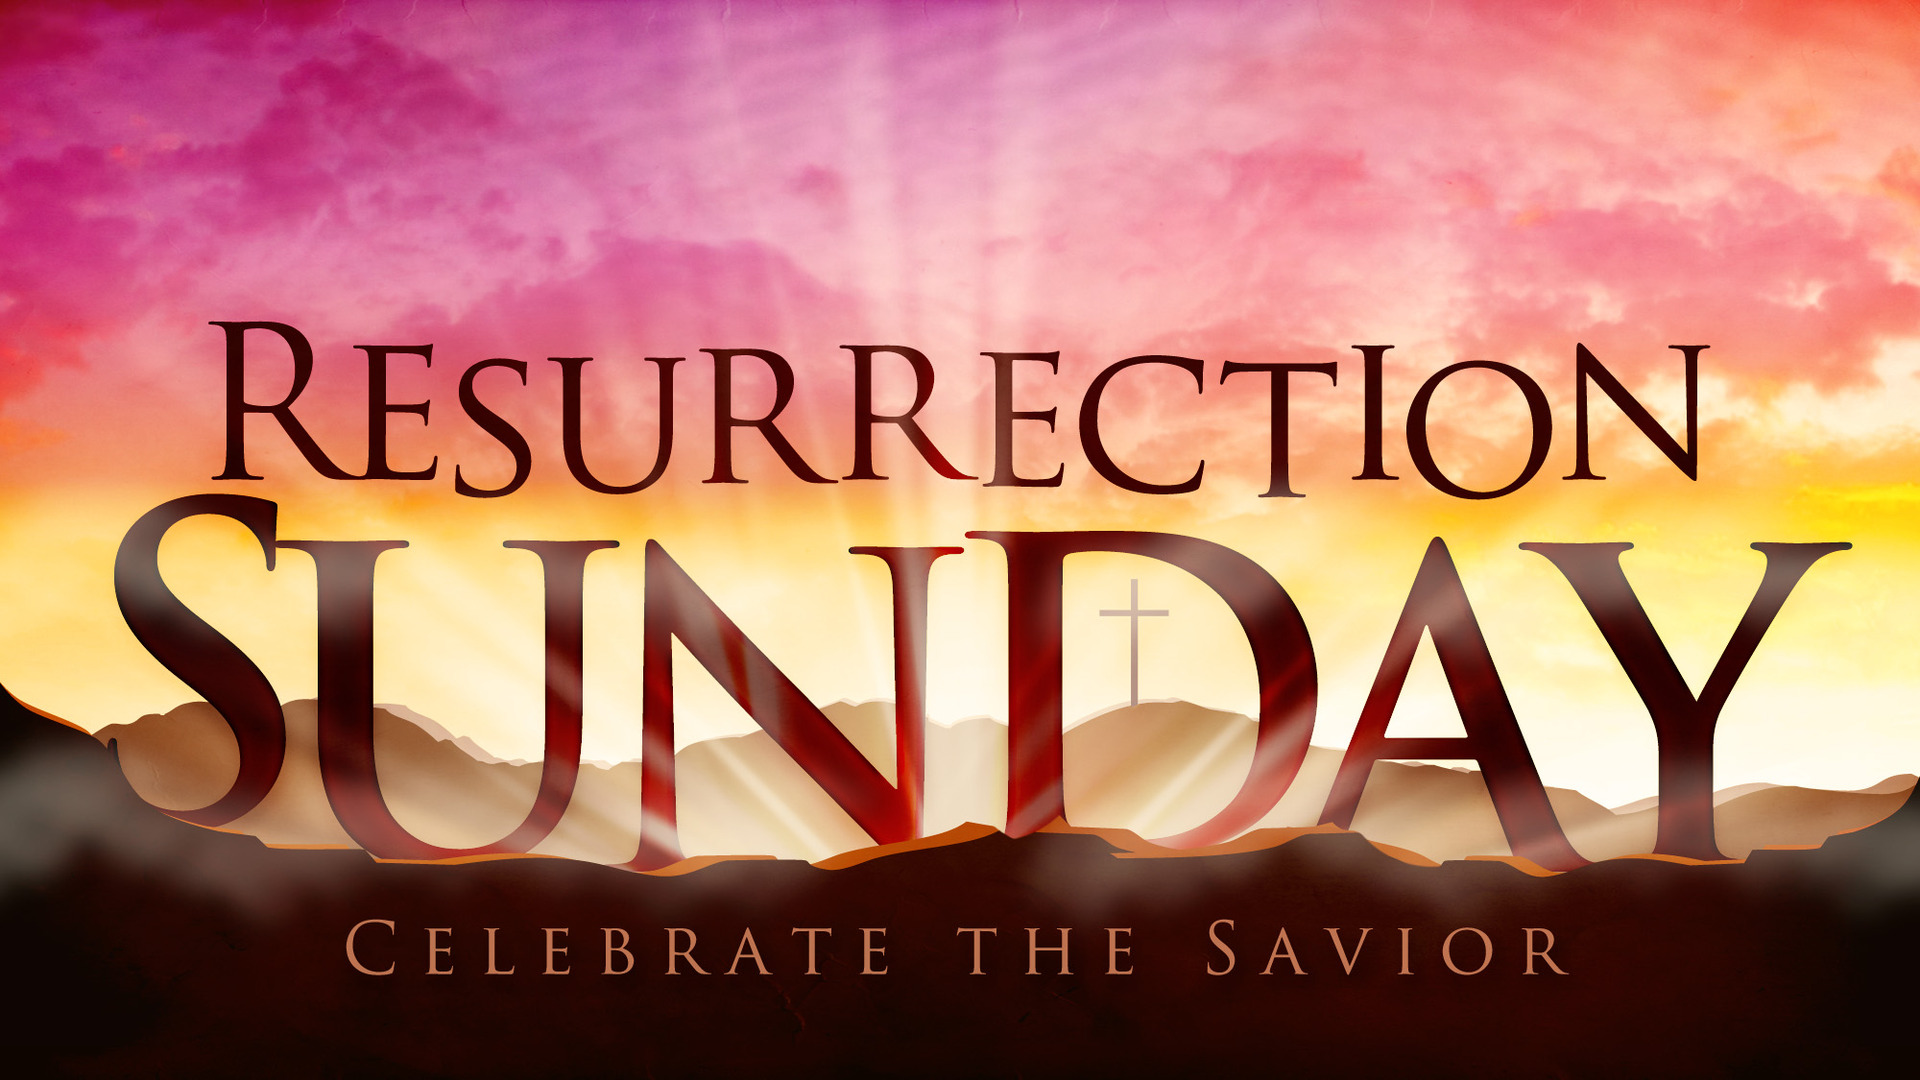 Resurrection
Sunday
Celebrate the Savior